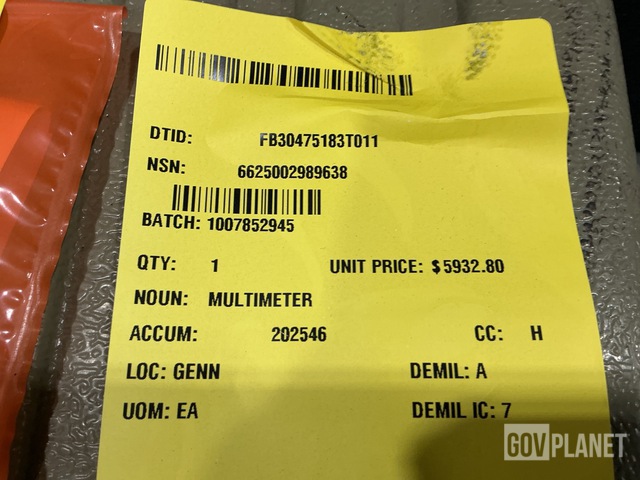 DTID: FB30475183T011
NSN: 6625002989638
BATCH: 1007852945
QTY: 1 UNIT PRICE: $5932.80
NOUN: MULTIMETER
ACCUM: 202546 CC: H
LOC: GENN DEMIL: A
UOM: EA DEMIL IC: 7
GOVPLANET